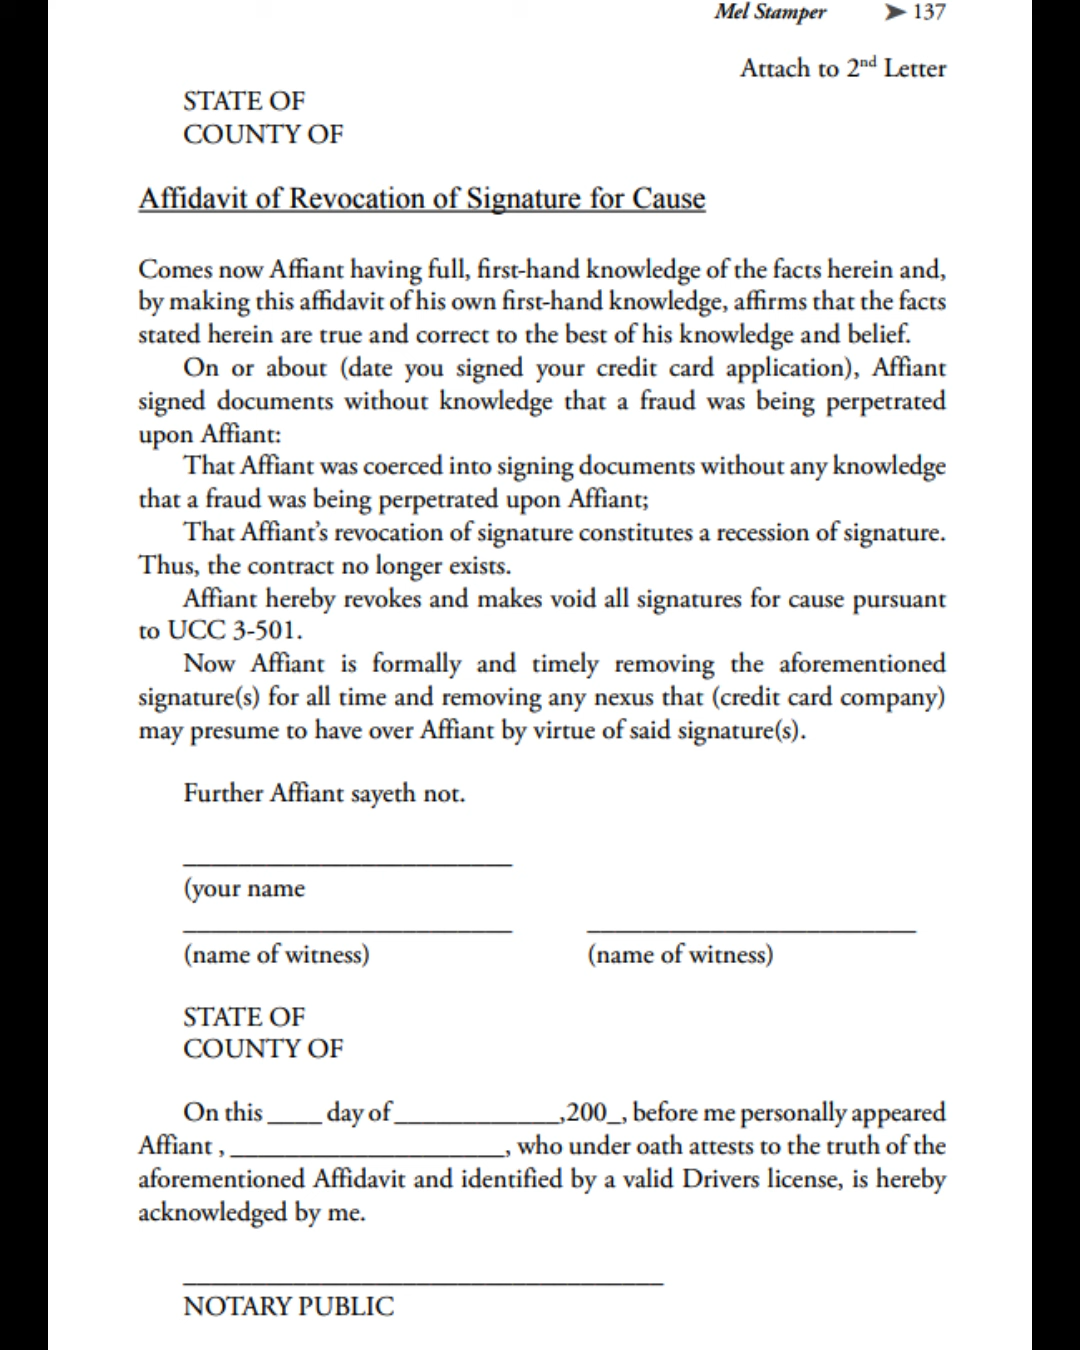 Mel Stamper ➤ 137
Attach to 2nd Letter
STATE OF
COUNTY OF
Affidavit of Revocation of Signature for Cause
Comes now Affiant having full, first-hand knowledge of the facts herein and,
by making this affidavit of his own first-hand knowledge, affirms that the facts
stated herein are true and correct to the best of his knowledge and belief.
On or about (date you signed your credit card application), Affiant
signed documents without knowledge that a fraud was being perpetrated
upon Affiant:
That Affiant was coerced into signing documents without any knowledge
that a fraud was being perpetrated upon Affiant;
That Affiant’s revocation of signature constitutes a recession of signature.
Thus, the contract no longer exists.
Affiant hereby revokes and makes void all signatures for cause pursuant
to UCC 3-501.
Now Affiant is formally and timely removing the aforementioned
signature(s) for all time and removing any nexus that (credit card company)
may presume to have over Affiant by virtue of said signature(s).
Further Affiant sayeth not.
(your name
(name of witness) (name of witness)
STATE OF
COUNTY OF
On this ____ day of____________,200_, before me personally appeared
Affiant , ____________________, who under oath attests to the truth of the
aforementioned Affidavit and identified by a valid Drivers license, is hereby
acknowledged by me.
NOTARY PUBLIC